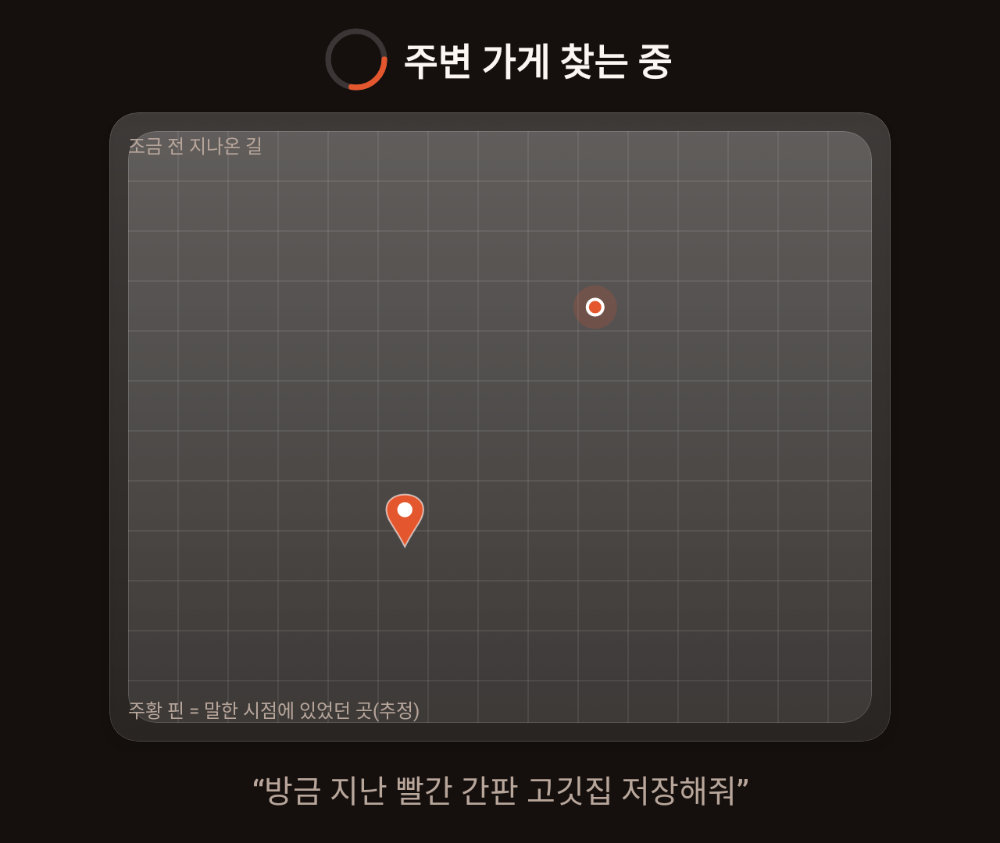 주변 가게 찾는 중
조금 전 지나온 길
주황 핀 = 말한 시점에 있었던 곳(추정)
“방금 지난 빨간 간판 고깃집 저장해줘”